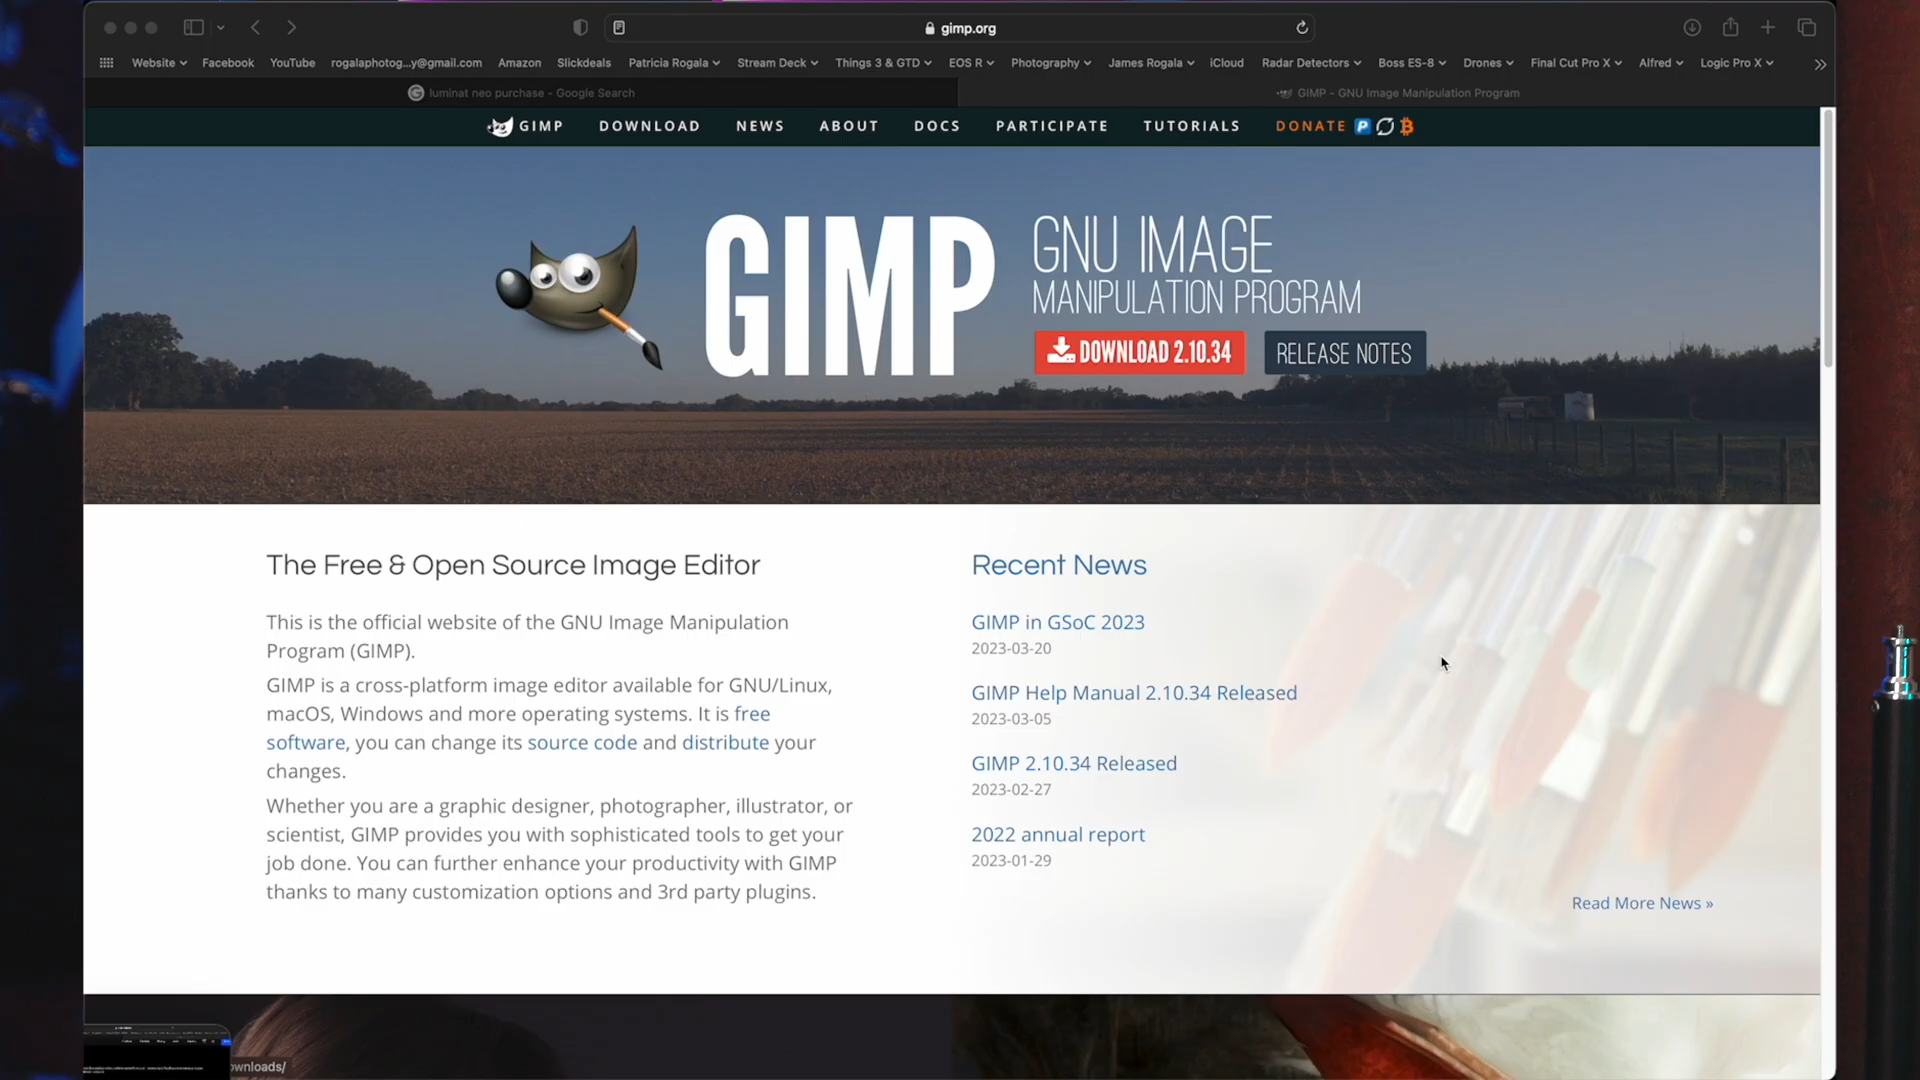 gimp.org
Website Facebook YouTube rogalaphotog...y@gmail.com Amazon Slickdeals Patricia Rogala Stream Deck Things 3 & GTD EOS R Photography James Rogala iCloud Radar Detectors Boss ES-8 Drones Final Cut Pro X Alfred Logic Pro X
luminat neo purchase - Google Search
GIMP - GNU Image Manipulation Program
GIMP DOWNLOAD NEWS ABOUT DOCS PARTICIPATE TUTORIALS DONATE
GIMP
GNU IMAGE
MANIPULATION PROGRAM
DOWNLOAD 2.10.34
RELEASE NOTES
The Free & Open Source Image Editor
This is the official website of the GNU Image Manipulation
Program (GIMP).
GIMP is a cross-platform image editor available for GNU/Linux,
macOS, Windows and more operating systems. It is free
software, you can change its source code and distribute your
changes.
Whether you are a graphic designer, photographer, illustrator, or
scientist, GIMP provides you with sophisticated tools to get your
job done. You can further enhance your productivity with GIMP
thanks to many customization options and 3rd party plugins.
Recent News
GIMP in GSoC 2023
2023-03-20
GIMP Help Manual 2.10.34 Released
2023-03-05
GIMP 2.10.34 Released
2023-02-27
2022 annual report
2023-01-29
Read More News »
ownloads/